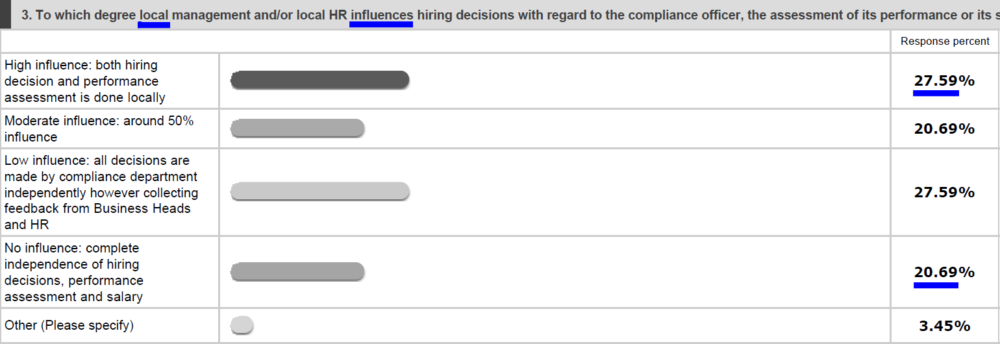 3. To which degree local management and/or local HR influences hiring decisions with regard to the compliance officer, the assessment of its performance or its
Response percent
High influence: both hiring
decision and performance
assessment is done locally
27.59%
Moderate influence: around 50%
influence
20.69%
Low influence: all decisions are
made by compliance department
independently however collecting
feedback from Business Heads
and HR
27.59%
No influence: complete
independence of hiring
decisions, performance
assessment and salary
20.69%
Other (Please specify)
3.45%